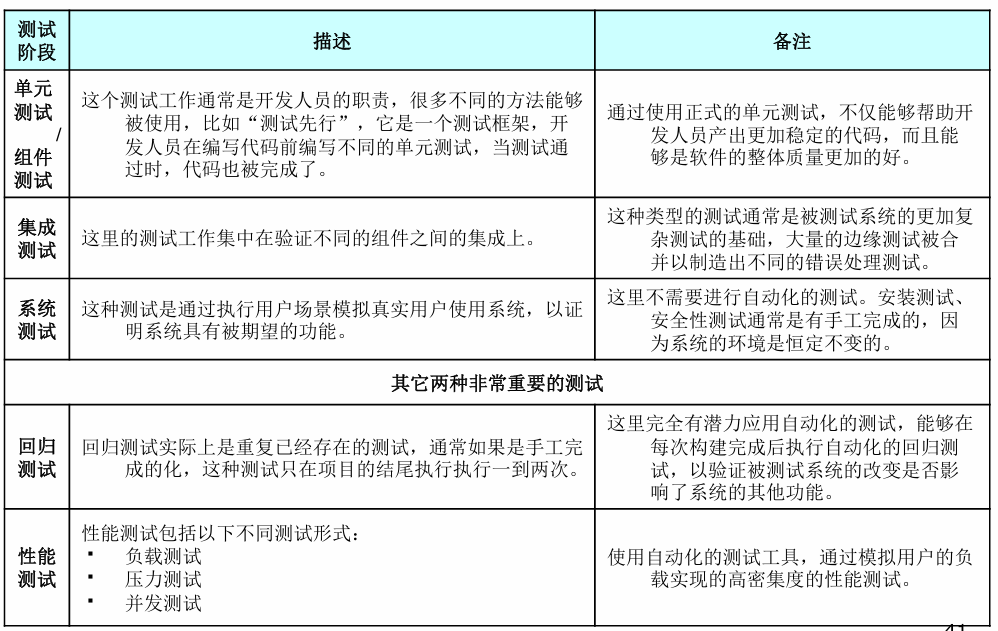 测试
阶段
描述
备注
单元
测试
/
组件
测试
这个测试工作通常是开发人员的职责，很多不同的方法能够
被使用，比如“测试先行”，它是一个测试框架，开
发人员在编写代码前编写不同的单元测试，当测试通
过时，代码也被完成了。
通过使用正式的单元测试，不仅能够帮助开
发人员产出更加稳定的代码，而且能
够是软件的整体质量更加的好。
集成
测试
这里的测试工作集中在验证不同的组件之间的集成上。
这种类型的测试通常是被测试系统的更加复
杂测试的基础，大量的边缘测试被合
并以制造出不同的错误处理测试。
系统
测试
这种测试是通过执行用户场景模拟真实用户使用系统，以证
明系统具有被期望的功能。
这里不需要进行自动化的测试。安装测试、
安全性测试通常是有手工完成的，因
为系统的环境是恒定不变的。
其它两种非常重要的测试
回归
测试
回归测试实际上是重复已经存在的测试，通常如果是手工完
成的化，这种测试只在项目的结尾执行执行一到两次。
这里完全有潜力应用自动化的测试，能够在
每次构建完成后执行自动化的回归测
试，以验证被测试系统的改变是否影
响了系统的其他功能。
性能
测试
性能测试包括以下不同测试形式：
▪ 负载测试
▪ 压力测试
▪ 并发测试
使用自动化的测试工具，通过模拟用户的负
载实现的高密集度的性能测试。